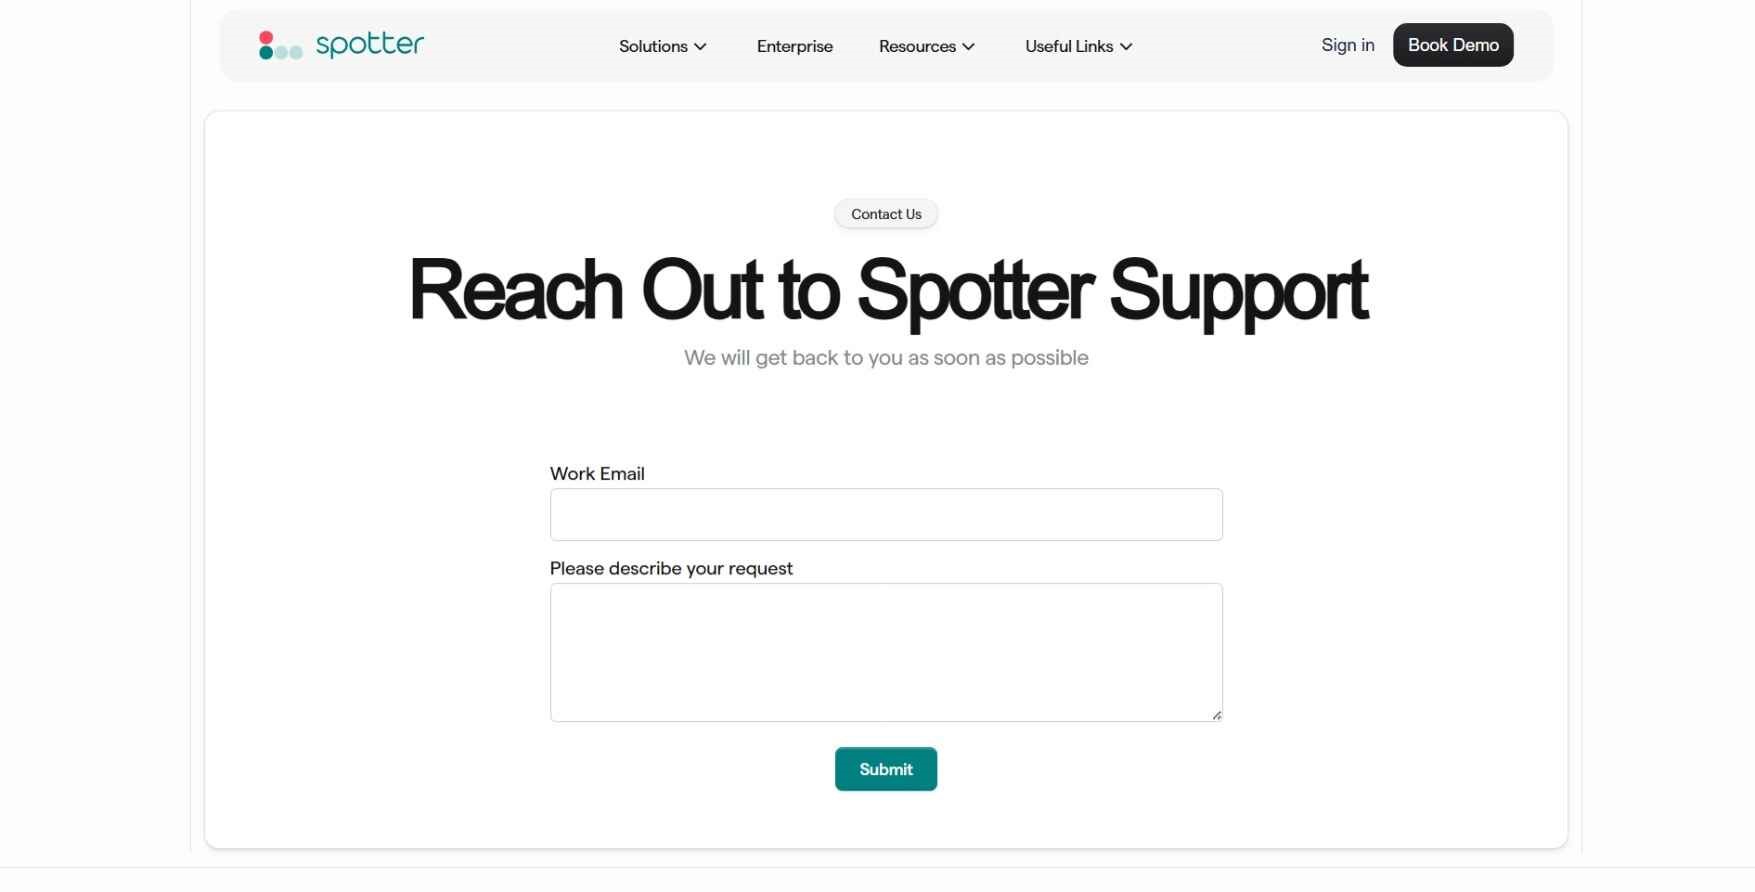 spotter
Solutions
Enterprise
Resources
Useful Links
Sign in
Book Demo
Contact Us
Reach Out to Spotter Support
We will get back to you as soon as possible
Work Email
Please describe your request
Submit